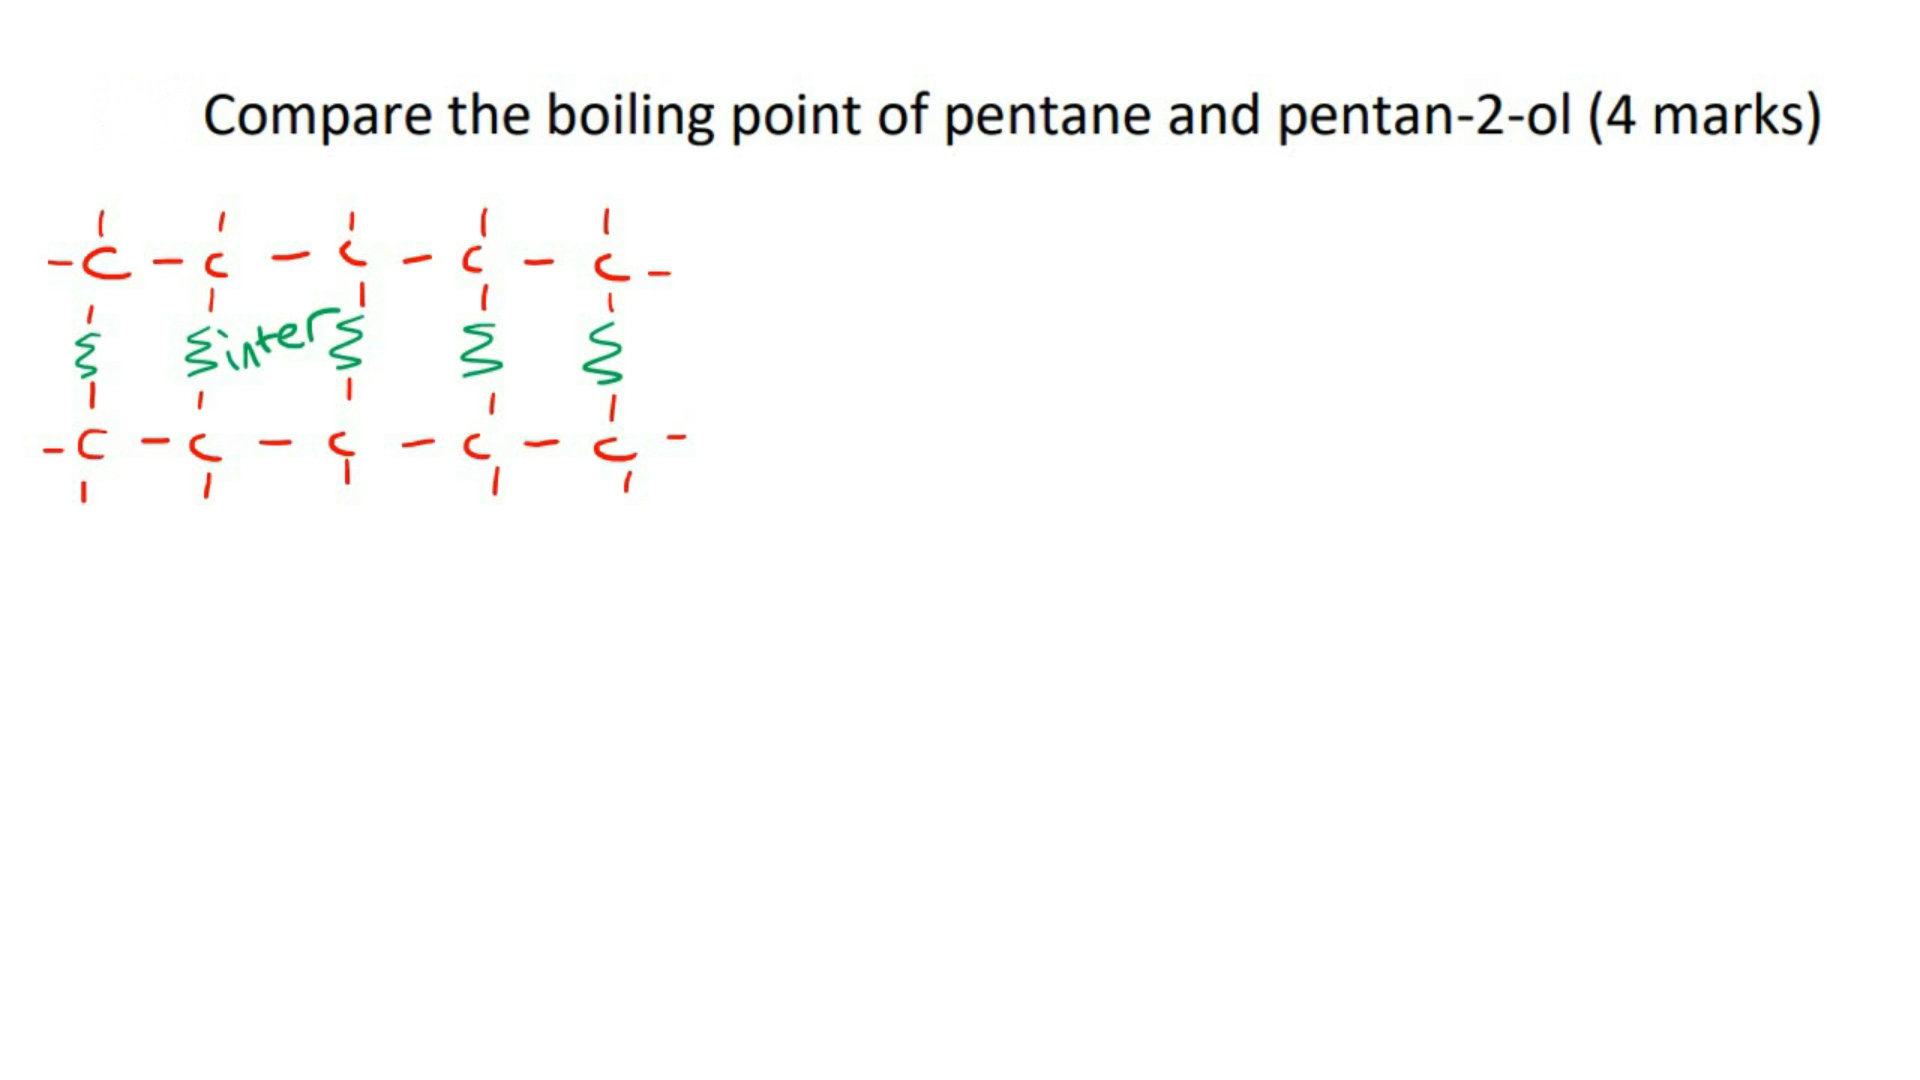 Compare the boiling point of pentane and pentan-2-ol (4 marks)
-C-C-C-C-C-
inter
-C-C-C-C-C-